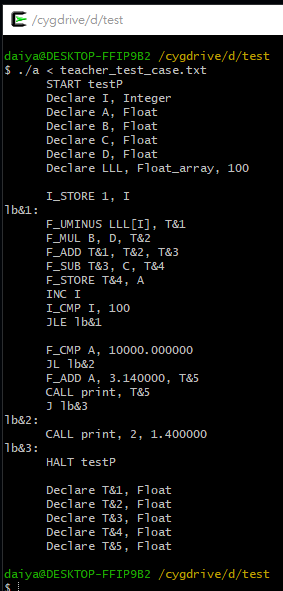 /cygdrive/d/test
daiya@DESKTOP-FFIP9B2 /cygdrive/d/test
$ ./a < teacher_test_case.txt
START testP
Declare I, Integer
Declare A, Float
Declare B, Float
Declare C, Float
Declare D, Float
Declare LLL, Float_array, 100
I_STORE 1, I
lb&1:
F_UMINUS LLL[I], T&1
F_MUL B, D, T&2
F_ADD T&1, T&2, T&3
F_SUB T&3, C, T&4
F_STORE T&4, A
INC I
I_CMP I, 100
JLE lb&1
F_CMP A, 10000.000000
JL lb&2
F_ADD A, 3.140000, T&5
CALL print, T&5
J lb&3
lb&2:
CALL print, 2, 1.400000
lb&3:
HALT testP
Declare T&1, Float
Declare T&2, Float
Declare T&3, Float
Declare T&4, Float
Declare T&5, Float
daiya@DESKTOP-FFIP9B2 /cygdrive/d/test
$